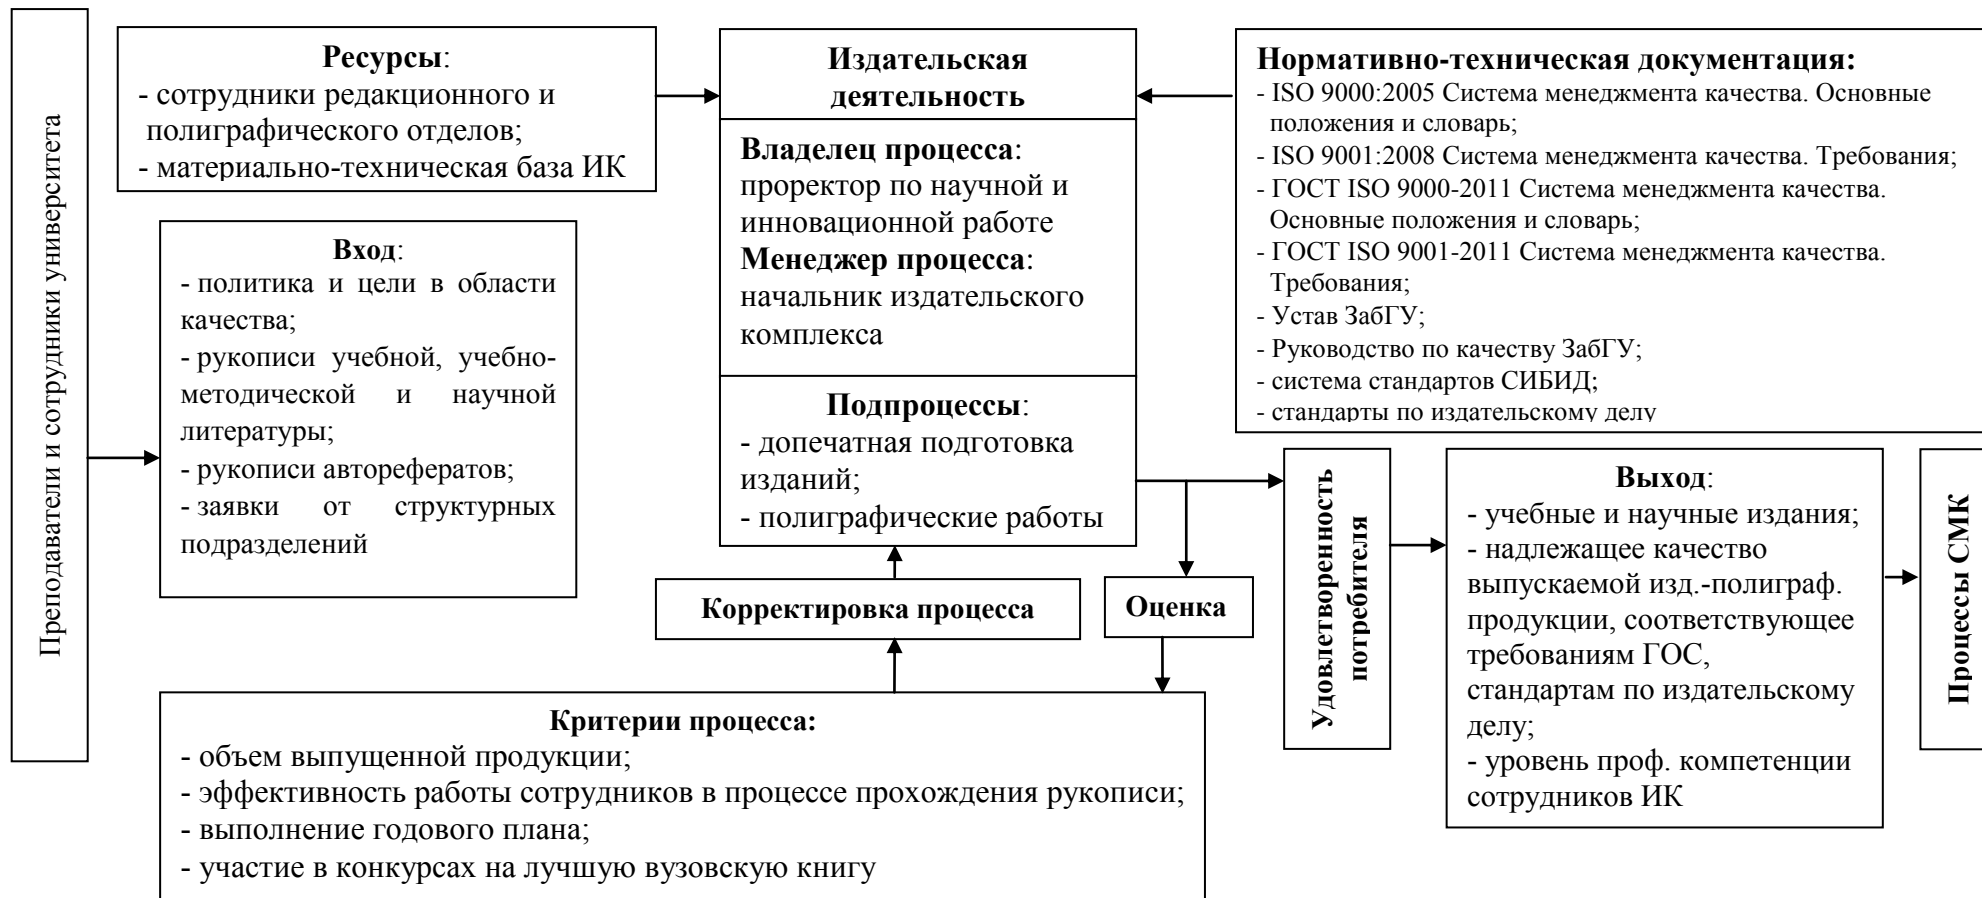 Преподаватели и сотрудники университета
Ресурсы:
- сотрудники редакционного и
полиграфического отделов;
- материально-техническая база ИК
Вход:
- политика и цели в области
качества;
- рукописи учебной, учебно-
методической и научной
литературы;
- рукописи авторефератов;
- заявки от структурных
подразделений
Издательская
деятельность
Владелец процесса:
проректор по научной и
инновационной работе
Менеджер процесса:
начальник издательского
комплекса
Подпроцессы:
- допечатная подготовка
изданий;
- полиграфические работы
Нормативно-техническая документация:
- ISO 9000:2005 Система менеджмента качества. Основные
положения и словарь;
- ISO 9001:2008 Система менеджмента качества. Требования;
- ГОСТ ISO 9000-2011 Система менеджмента качества.
Основные положения и словарь;
- ГОСТ ISO 9001-2011 Система менеджмента качества.
Требования;
- Устав ЗабГУ;
- Руководство по качеству ЗабГУ;
- система стандартов СИБИД;
- стандарты по издательскому делу
Корректировка процесса
Оценка
Критерии процесса:
- объем выпущенной продукции;
- эффективность работы сотрудников в процессе прохождения рукописи;
- выполнение годового плана;
- участие в конкурсах на лучшую вузовскую книгу
Удовлетворенность
потребителя
Выход:
- учебные и научные издания;
- надлежащее качество
выпускаемой изд.-полиграф.
продукции, соответствующее
требованиям ГОС,
стандартам по издательскому
делу;
- уровень проф. компетенции
сотрудников ИК
Процессы СМК